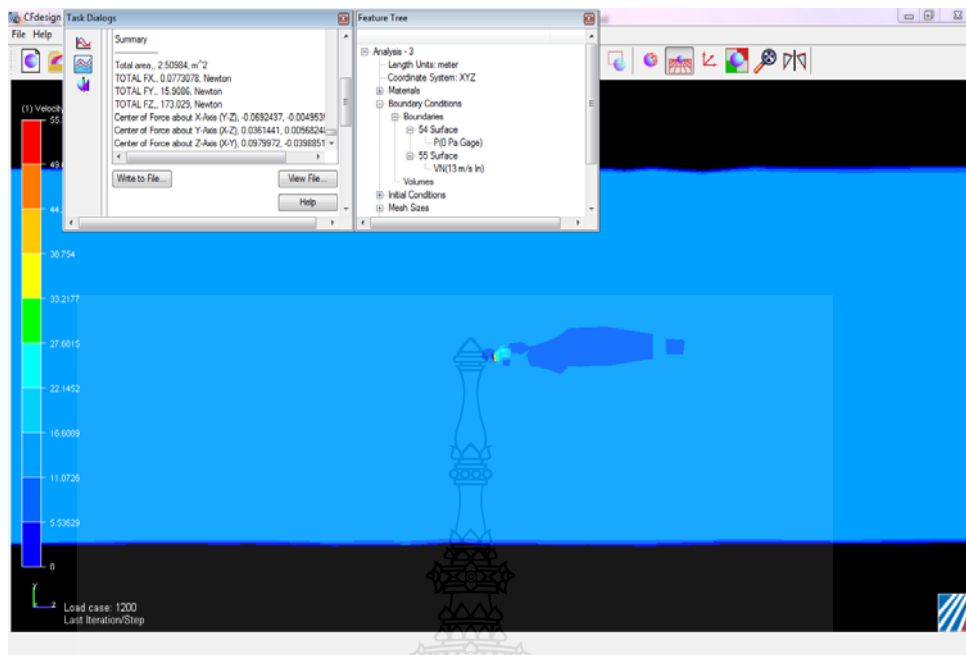 CFdesign
Task Dialogs
Feature Tree
File Help
Summary
Total area,, 2.50984, m^2
TOTAL FX,, 0.0773078, Newton
TOTAL FY,, 15.9086, Newton
TOTAL FZ,, 173.029, Newton
Center of Force about X-Axis (Y-Z), -0.0692437, -0.004953
Center of Force about Y-Axis (X-Z), 0.0361441, 0.0056824
Center of Force about Z-Axis (X-Y), 0.0979972, -0.0398851
Write to File...
View File...
Help
Analysis - 3
Length Units: meter
Coordinate System: XYZ
Materials
Boundary Conditions
Boundaries
54 Surface
P(0 Pa Gage)
55 Surface
VN(13 m/s In)
Volumes
Initial Conditions
Mesh Sizes
(1) Velocity
55.
49.
44.
38.754
33.2177
27.6815
22.1452
16.6089
11.0726
5.53629
0
Y
Z
Load case: 1200
Last Iteration/Step